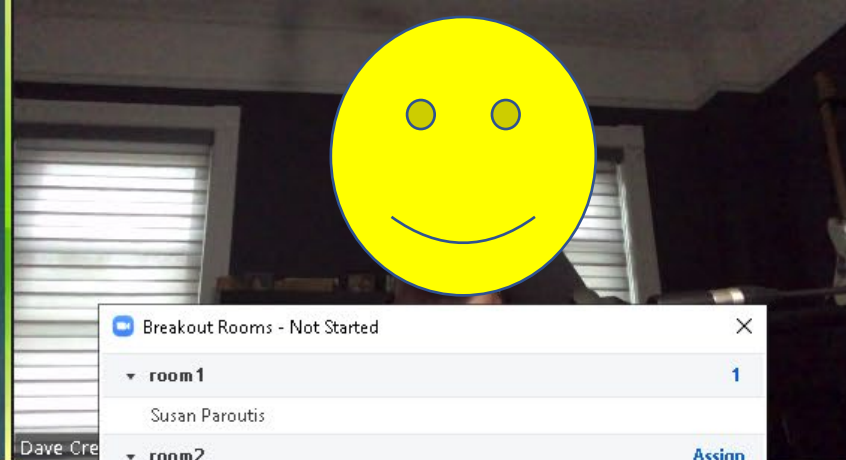 Breakout Rooms - Not Started
room1
1
Susan Paroutis
Dave Cre
room2
Assign